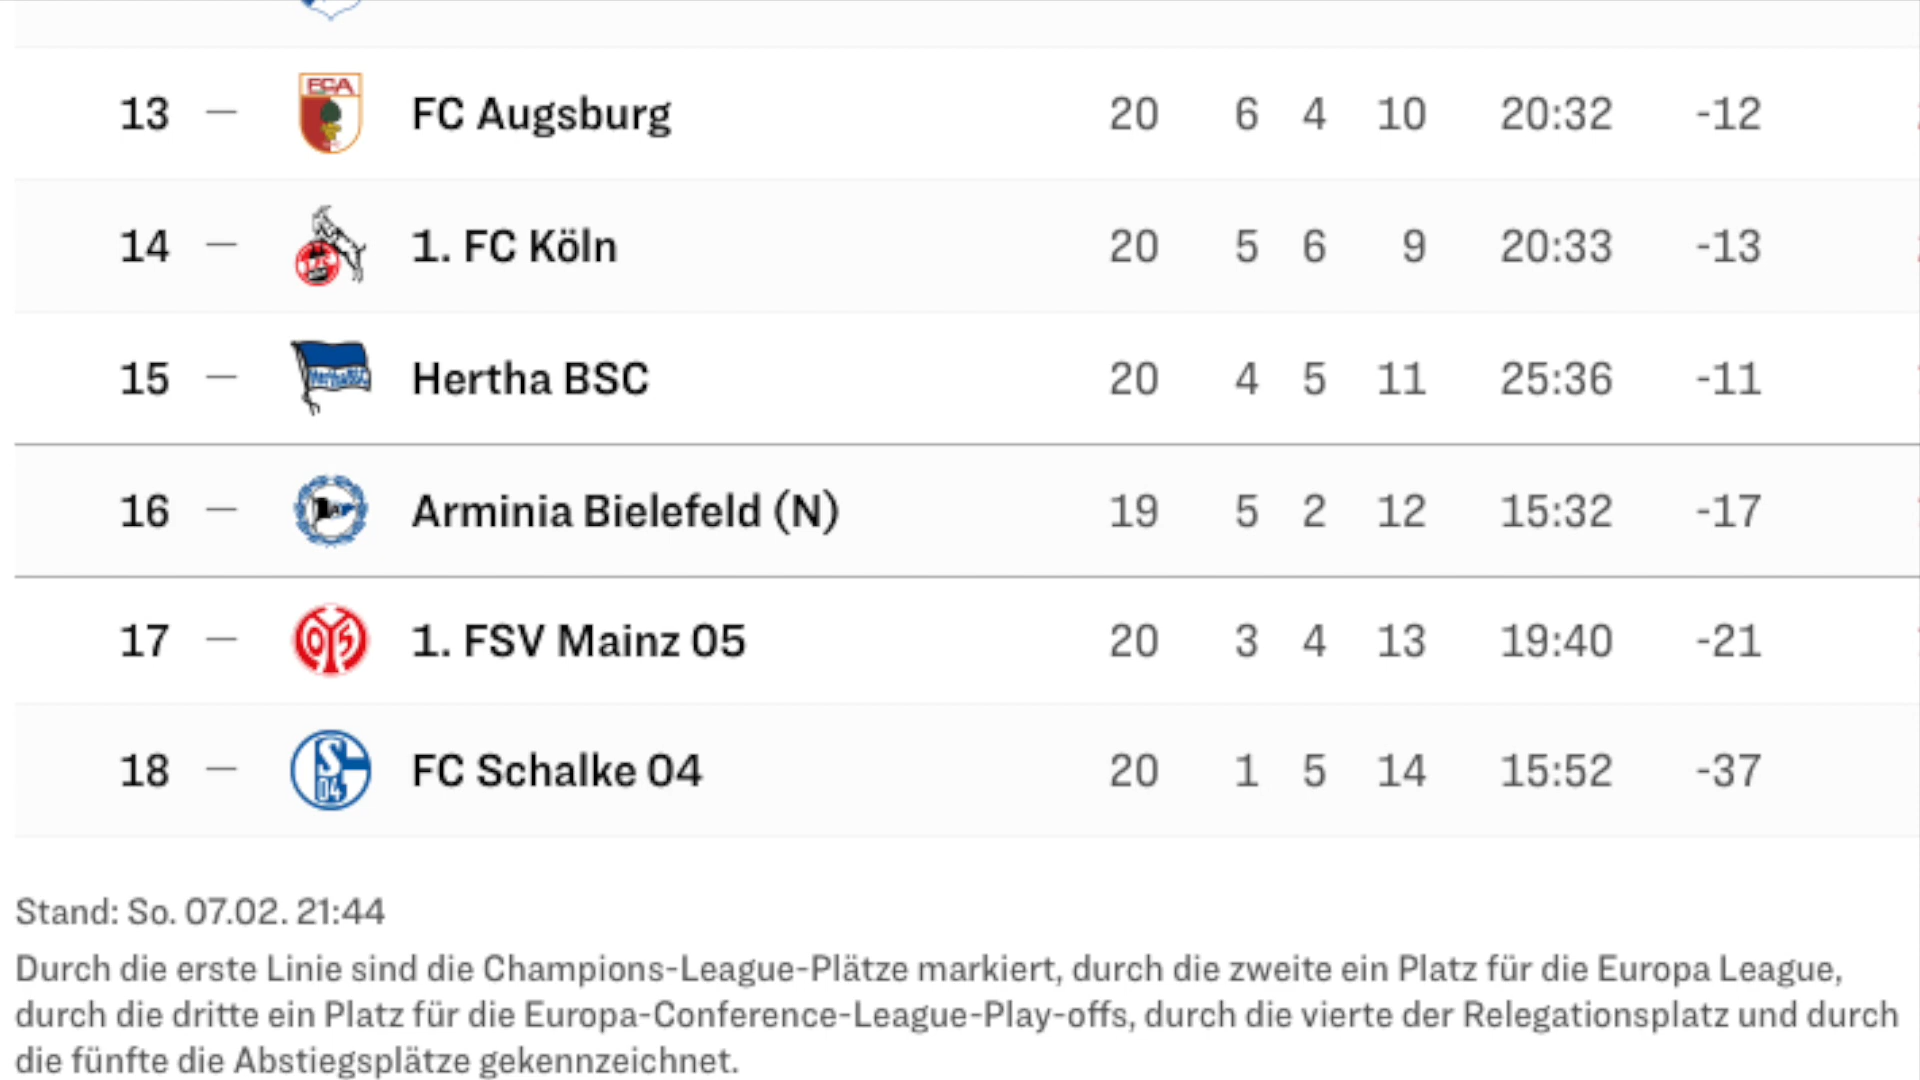 13 — FC Augsburg 20 6 4 10 20:32 -12
14 — 1. FC Köln 20 5 6 9 20:33 -13
15 — Hertha BSC 20 4 5 11 25:36 -11
16 — Arminia Bielefeld (N) 19 5 2 12 15:32 -17
17 — 1. FSV Mainz 05 20 3 4 13 19:40 -21
18 — FC Schalke 04 20 1 5 14 15:52 -37
Stand: So. 07.02. 21:44
Durch die erste Linie sind die Champions-League-Plätze markiert, durch die zweite ein Platz für die Europa League,
durch die dritte ein Platz für die Europa-Conference-League-Play-offs, durch die vierte der Relegationsplatz und durch
die fünfte die Abstiegsplätze gekennzeichnet.